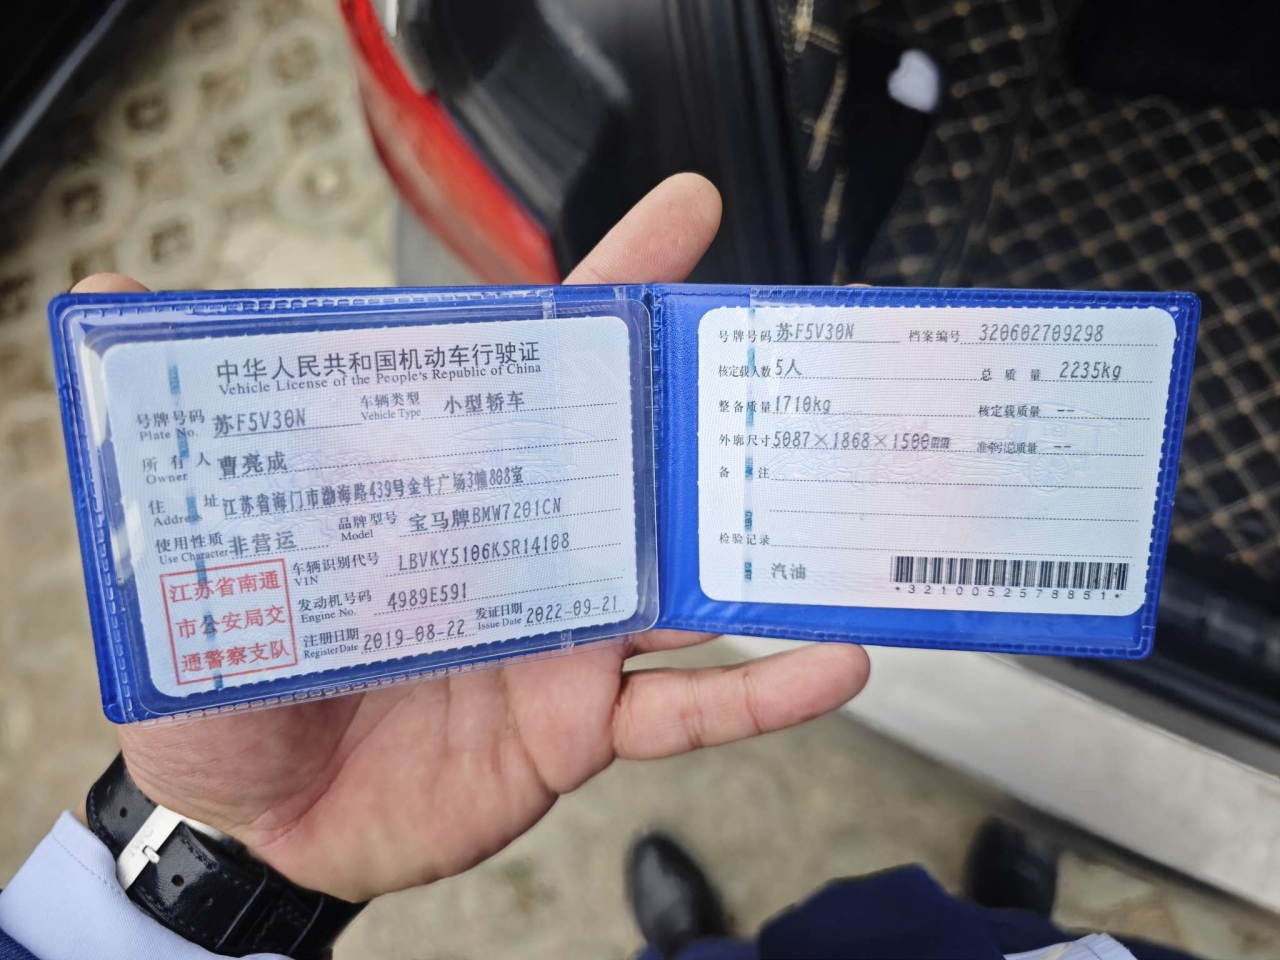 中华人民共和国机动车行驶证
Vehicle License of the People's Republic of China
号牌号码 Plate No. 苏F5V30N 车辆类型 Vehicle Type 小型轿车
所有人 Owner 曹亮成
住址 Address 江苏省海门市渤海路439号金牛广场3幢808室
使用性质 Use Character 非营运 品牌型号 Model 宝马牌BMW7201CN
车辆识别代号 VIN LBVKY5106KSR14108
发动机号码 Engine No. 4989E591
注册日期 Register Date 2019-08-22 发证日期 Issue Date 2022-09-21
江苏省南通
市公安局交
通警察支队
号牌号码 苏F5V30N 档案编号 320602709298
核定载人数 5人 总质量 2235kg
整备质量 1710kg 核定载质量 --
外廓尺寸 5087×1868×1500mm 准牵引总质量 --
备注
检验记录
汽油
*3210052578851*